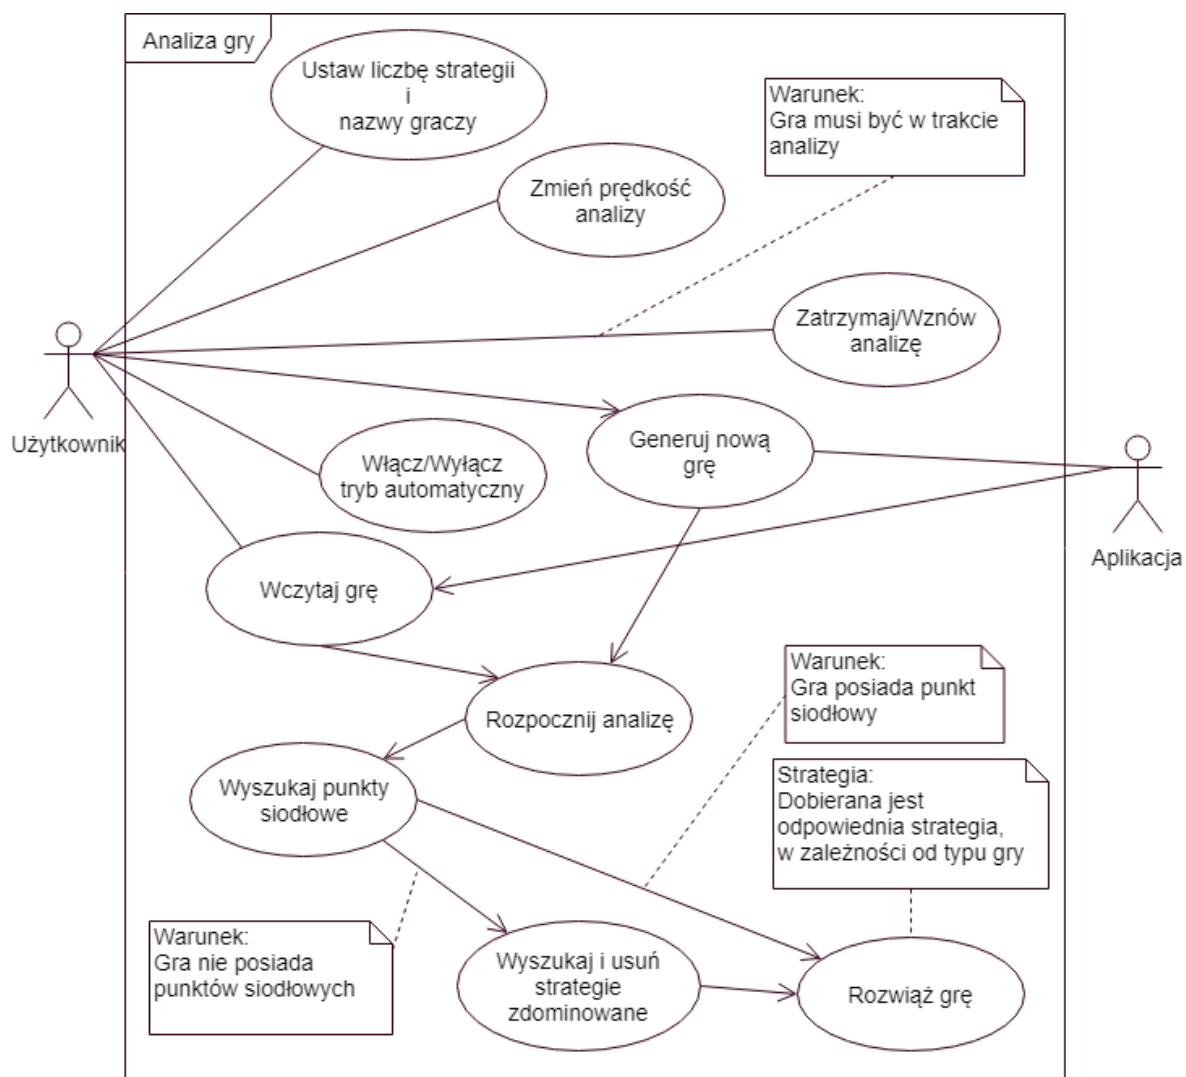 Analiza gry
Ustaw liczbę strategii
i
nazwy graczy
Warunek:
Gra musi być w trakcie
analizy
Zmień prędkość
analizy
Zatrzymaj/Wznów
analizę
Użytkownik
Generuj nową
grę
Włącz/Wyłącz
tryb automatyczny
Aplikacja
Wczytaj grę
Warunek:
Gra posiada punkt
siodłowy
Rozpocznij analizę
Wyszukaj punkty
siodłowe
Strategia:
Dobierana jest
odpowiednia strategia,
w zależności od typu gry
Warunek:
Gra nie posiada
punktów siodłowych
Wyszukaj i usuń
strategie
zdominowane
Rozwiąż grę